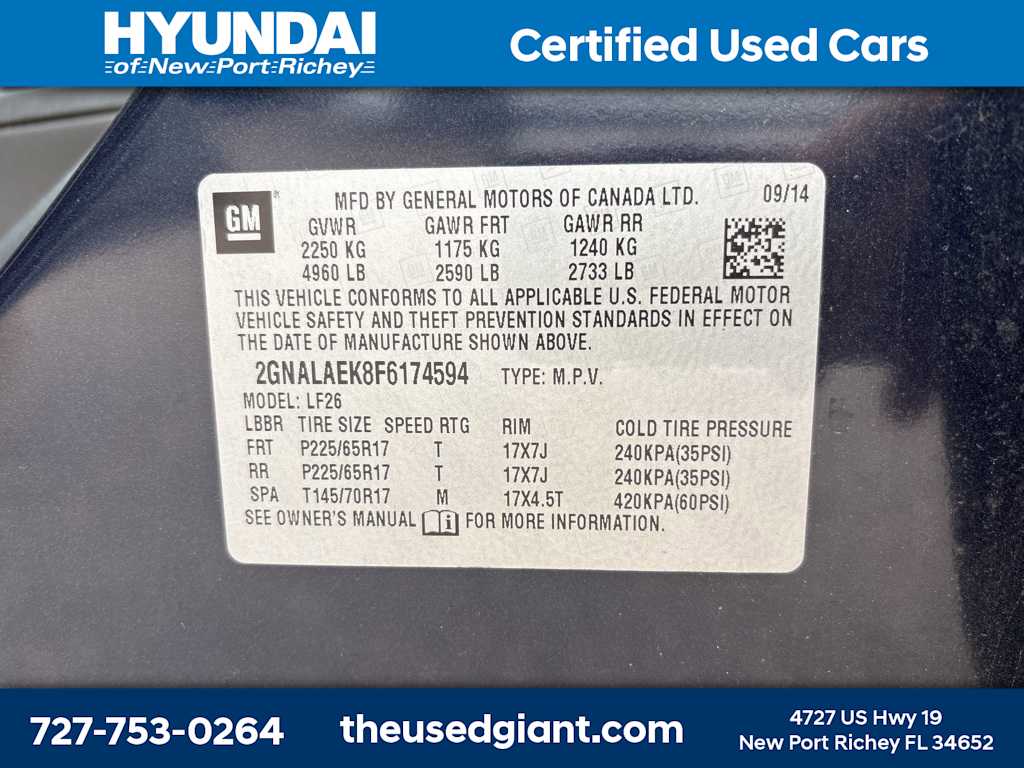 HYUNDAI
of New Port Richey
Certified Used Cars
GM
MFD BY GENERAL MOTORS OF CANADA LTD. 09/14
GVWR GAWR FRT GAWR RR
2250 KG 1175 KG 1240 KG
4960 LB 2590 LB 2733 LB
THIS VEHICLE CONFORMS TO ALL APPLICABLE U.S. FEDERAL MOTOR
VEHICLE SAFETY AND THEFT PREVENTION STANDARDS IN EFFECT ON
THE DATE OF MANUFACTURE SHOWN ABOVE.
2GNALAEK8F6174594 TYPE: M.P.V.
MODEL: LF26
LBBR TIRE SIZE SPEED RTG RIM COLD TIRE PRESSURE
FRT P225/65R17 T 17X7J 240KPA(35PSI)
RR P225/65R17 T 17X7J 240KPA(35PSI)
SPA T145/70R17 M 17X4.5T 420KPA(60PSI)
SEE OWNER'S MANUAL i FOR MORE INFORMATION.
727-753-0264
theusedgiant.com
4727 US Hwy 19
New Port Richey FL 34652